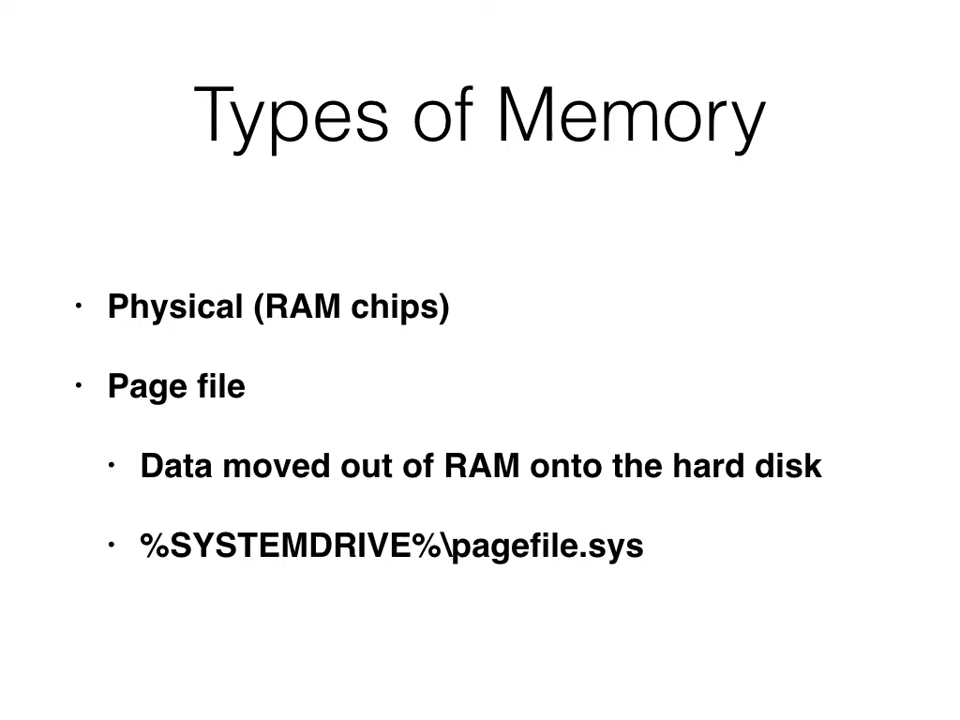 Types of Memory
• Physical (RAM chips)
• Page file
• Data moved out of RAM onto the hard disk
• %SYSTEMDRIVE%\pagefile.sys